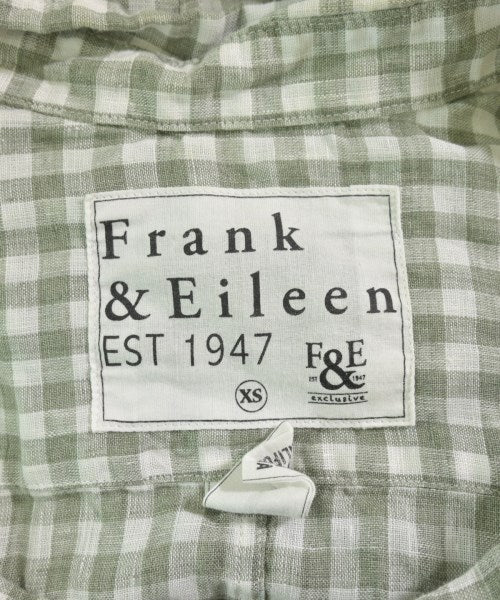 Frank
& Eileen
EST 1947
F&E
EST 1947
exclusive
XS